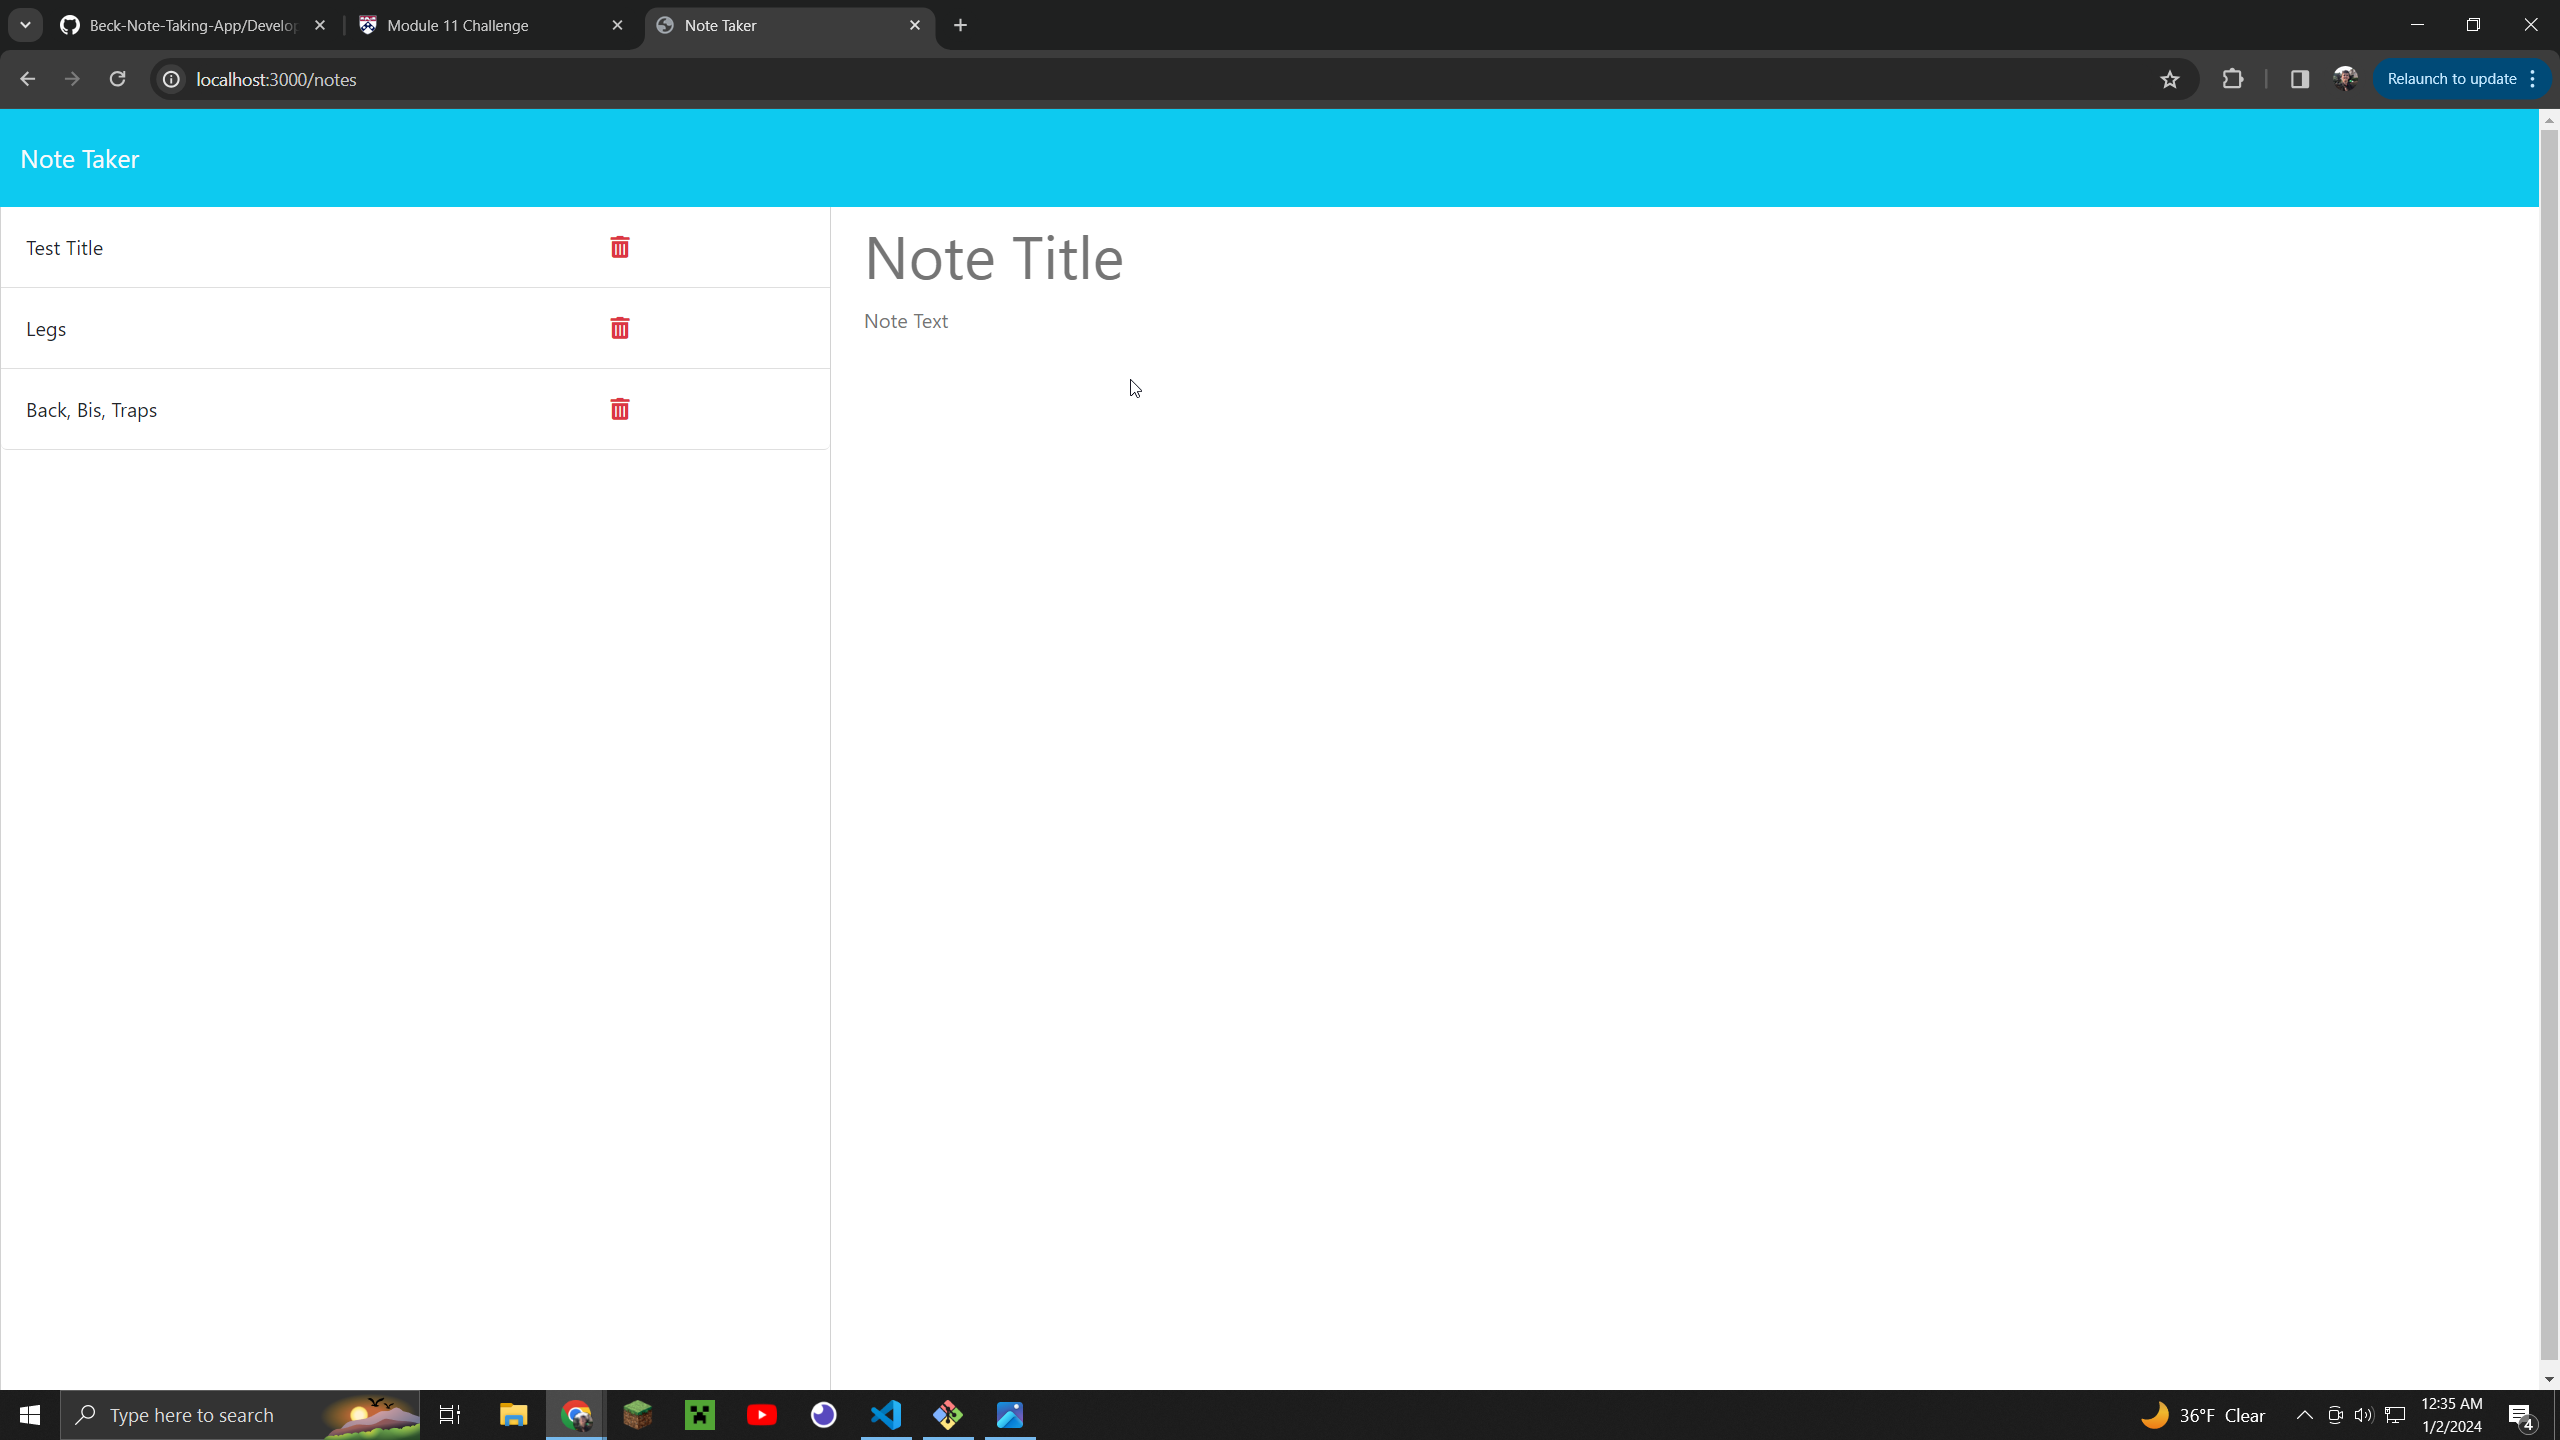 Beck-Note-Taking-App/Develop
Module 11 Challenge
Note Taker
localhost:3000/notes
Relaunch to update
Note Taker
Test Title
Legs
Back, Bis, Traps
Note Title
Note Text
Type here to search
36°F Clear
12:35 AM
1/2/2024
4